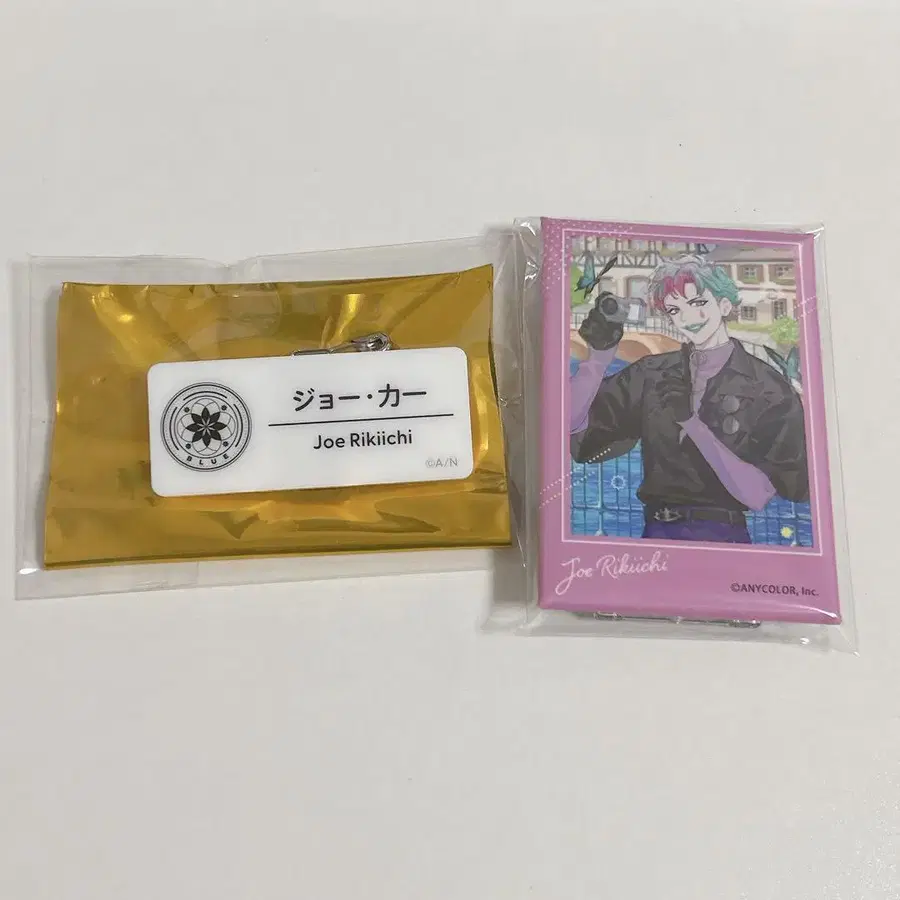 ジョー・カー
Joe Rikiichi
BLUE
©A/N
Joe Rikiichi
©ANYCOLOR, Inc.